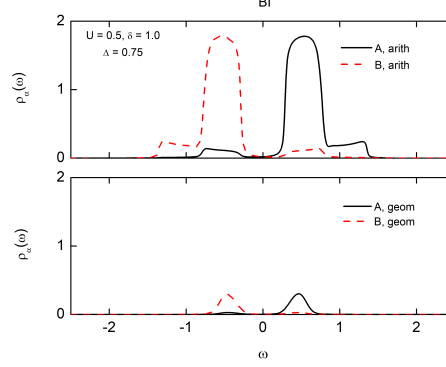 BI
U = 0.5, δ = 1.0
Δ = 0.75
A, arith
B, arith
2
1
0
ρα(ω)
A, geom
B, geom
2
1
0
ρα(ω)
-2 -1 0 1 2
ω